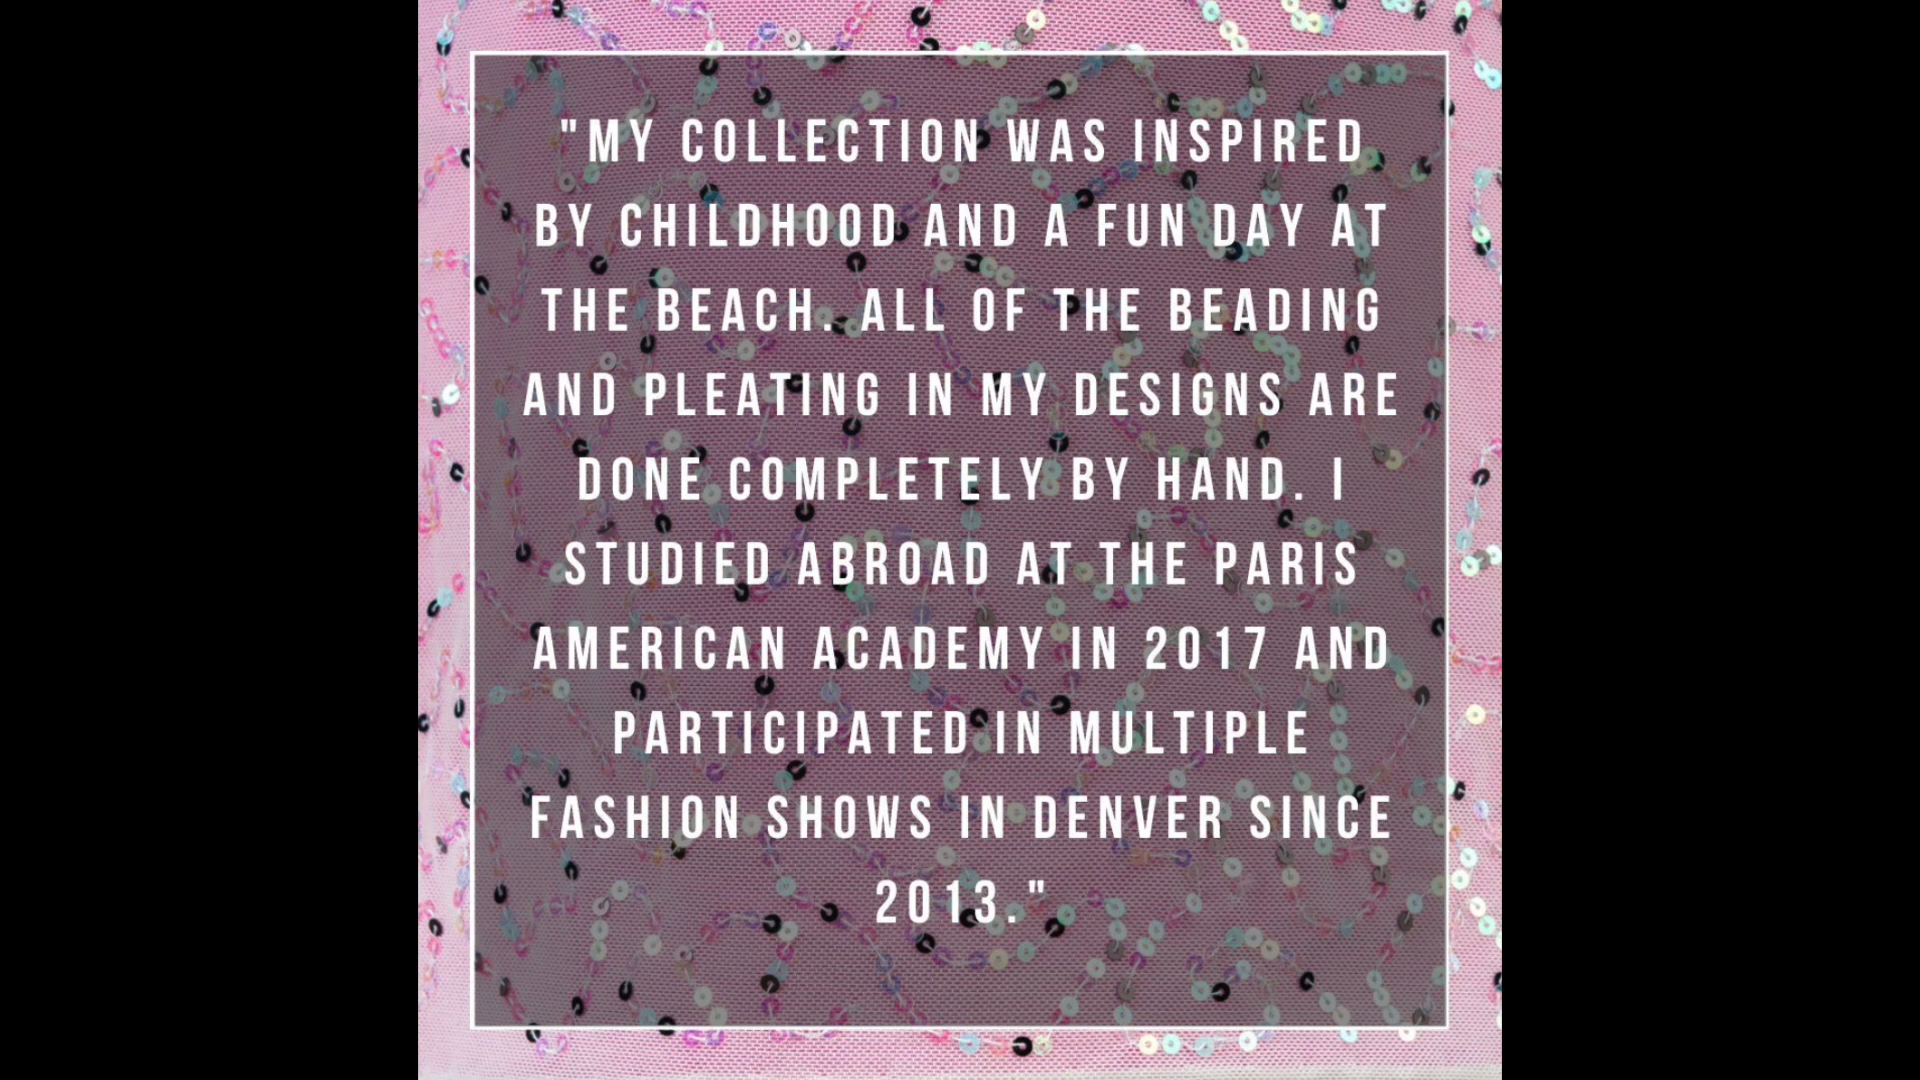 "MY COLLECTION WAS INSPIRED
BY CHILDHOOD AND A FUN DAY AT
THE BEACH. ALL OF THE BEADING
AND PLEATING IN MY DESIGNS ARE
DONE COMPLETELY BY HAND. I
STUDIED ABROAD AT THE PARIS
AMERICAN ACADEMY IN 2017 AND
PARTICIPATED IN MULTIPLE
FASHION SHOWS IN DENVER SINCE
2013."